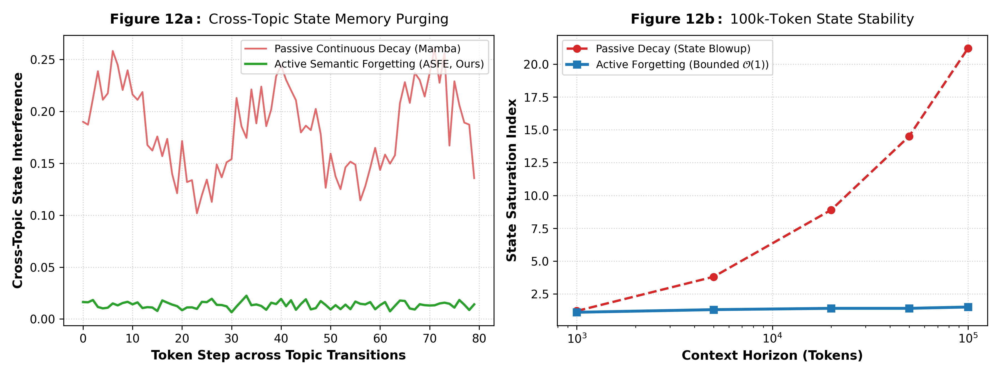 Figure 12a: Cross-Topic State Memory Purging
Passive Continuous Decay (Mamba)
Active Semantic Forgetting (ASFE, Ours)
Cross-Topic State Interference
0.25
0.20
0.15
0.10
0.05
0.00
0 10 20 30 40 50 60 70 80
Token Step across Topic Transitions
Figure 12b: 100k-Token State Stability
Passive Decay (State Blowup)
Active Forgetting (Bounded 𝒪(1))
State Saturation Index
20.0
17.5
15.0
12.5
10.0
7.5
5.0
2.5
10³ 10⁴ 10⁵
Context Horizon (Tokens)